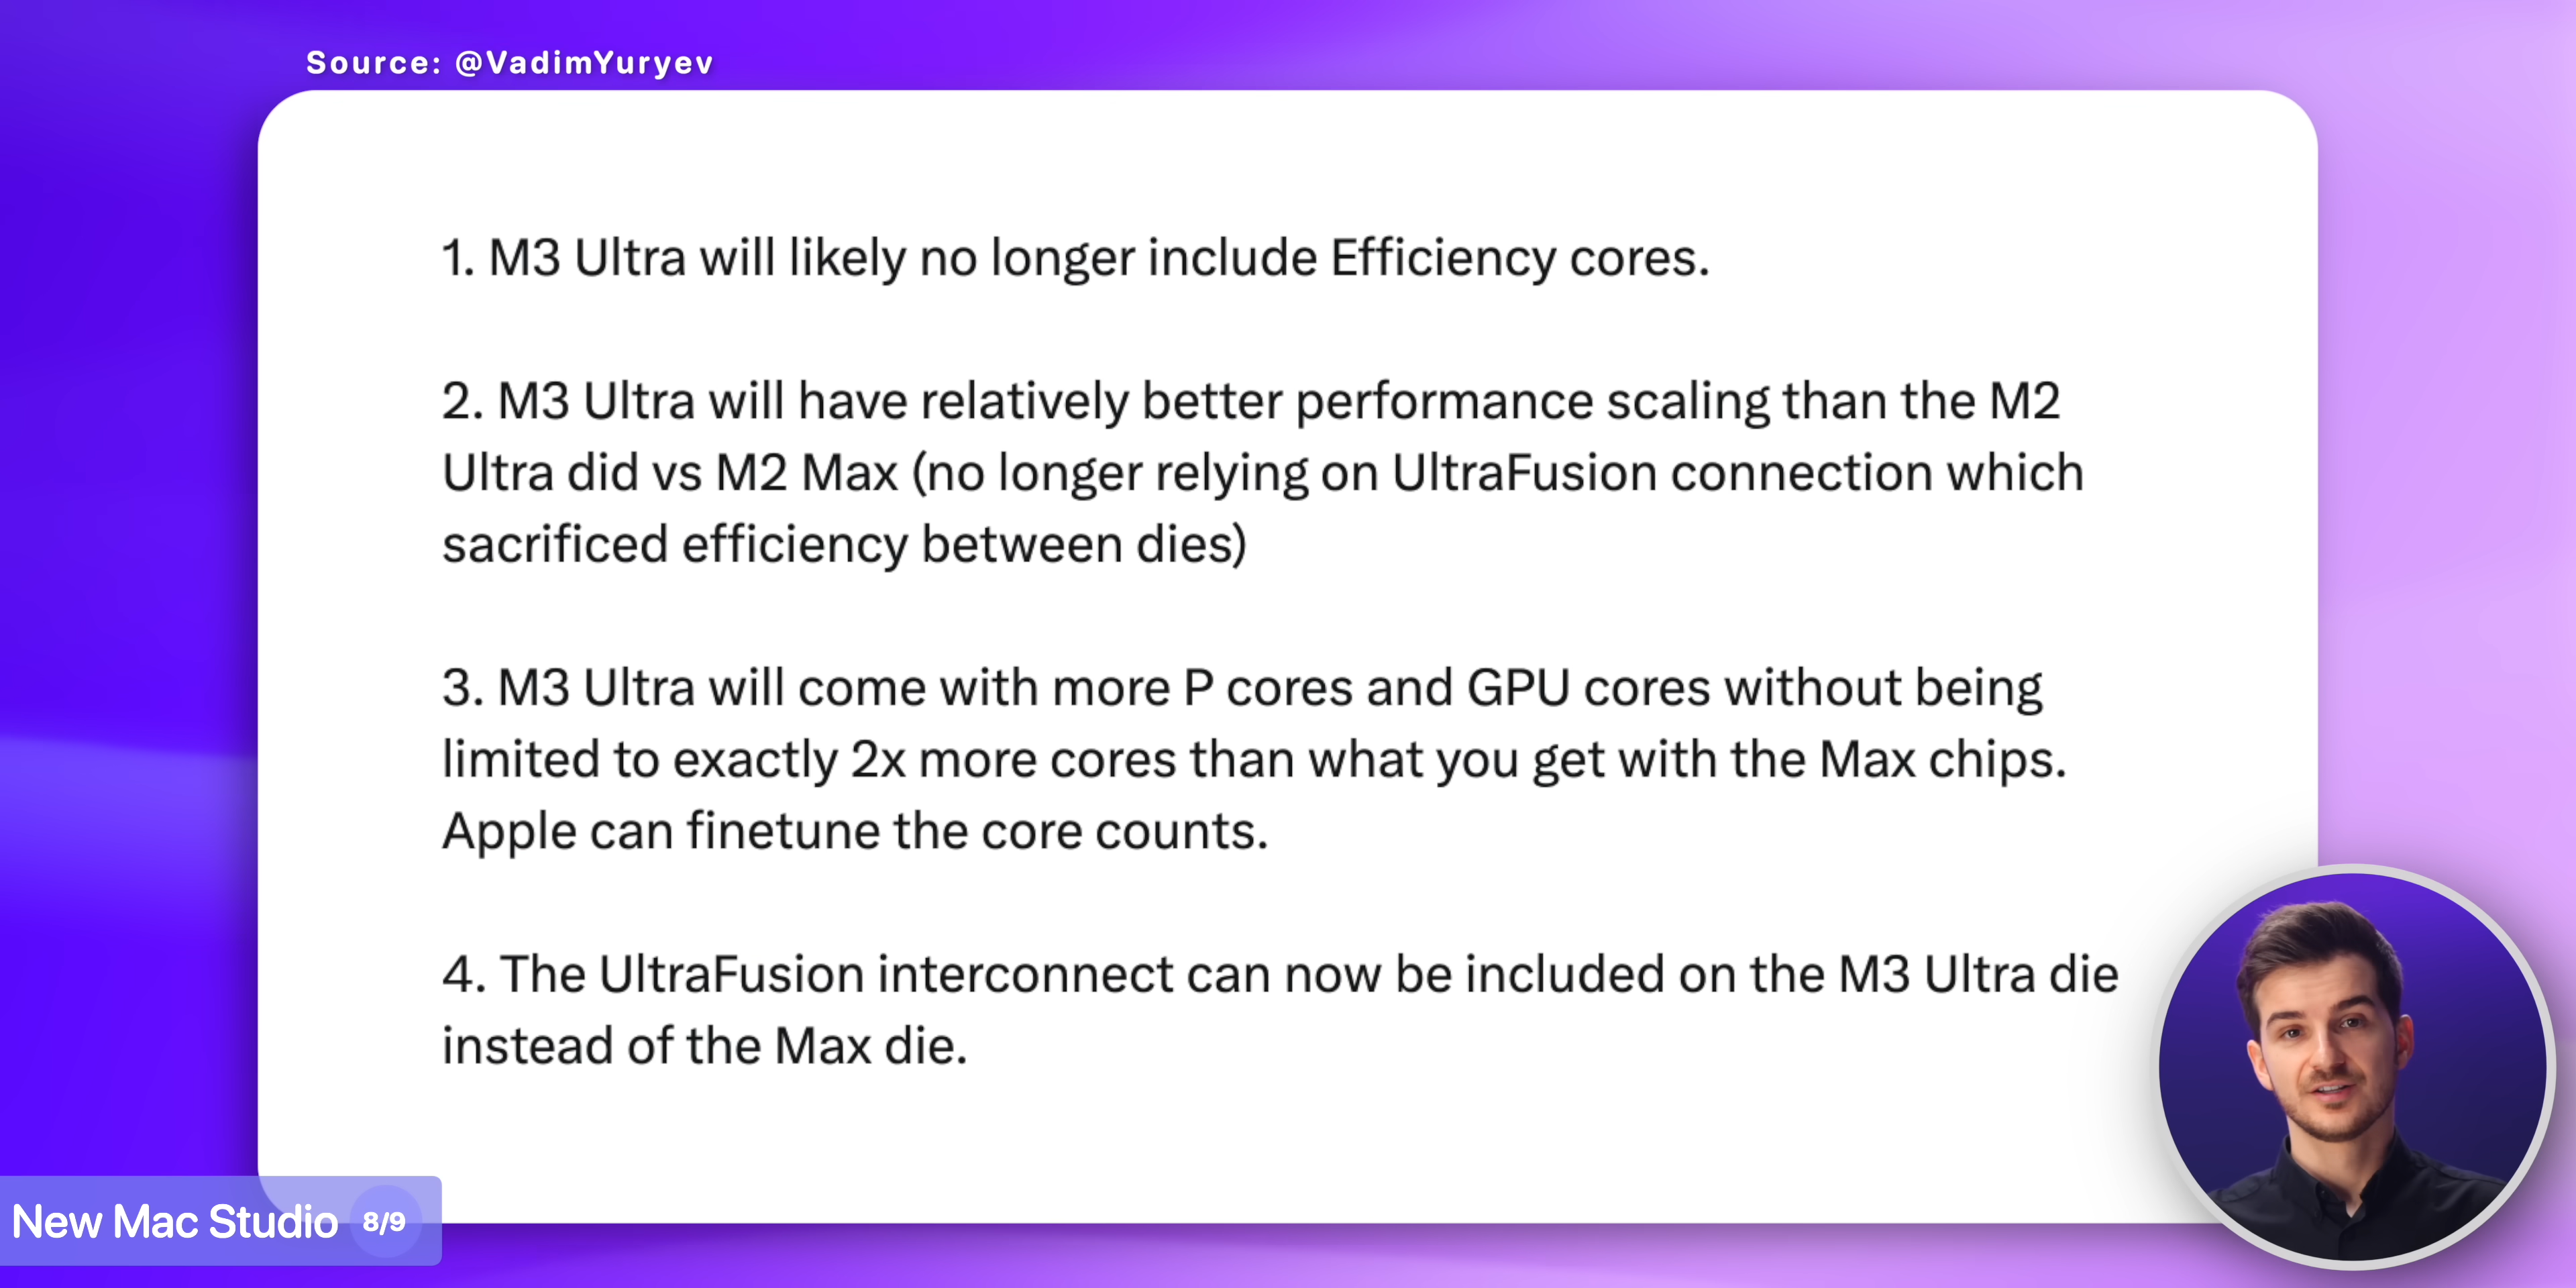 Source: @VadimYuryev
1. M3 Ultra will likely no longer include Efficiency cores.
2. M3 Ultra will have relatively better performance scaling than the M2
Ultra did vs M2 Max (no longer relying on UltraFusion connection which
sacrificed efficiency between dies)
3. M3 Ultra will come with more P cores and GPU cores without being
limited to exactly 2x more cores than what you get with the Max chips.
Apple can finetune the core counts.
4. The UltraFusion interconnect can now be included on the M3 Ultra die
instead of the Max die.
New Mac Studio 8/9